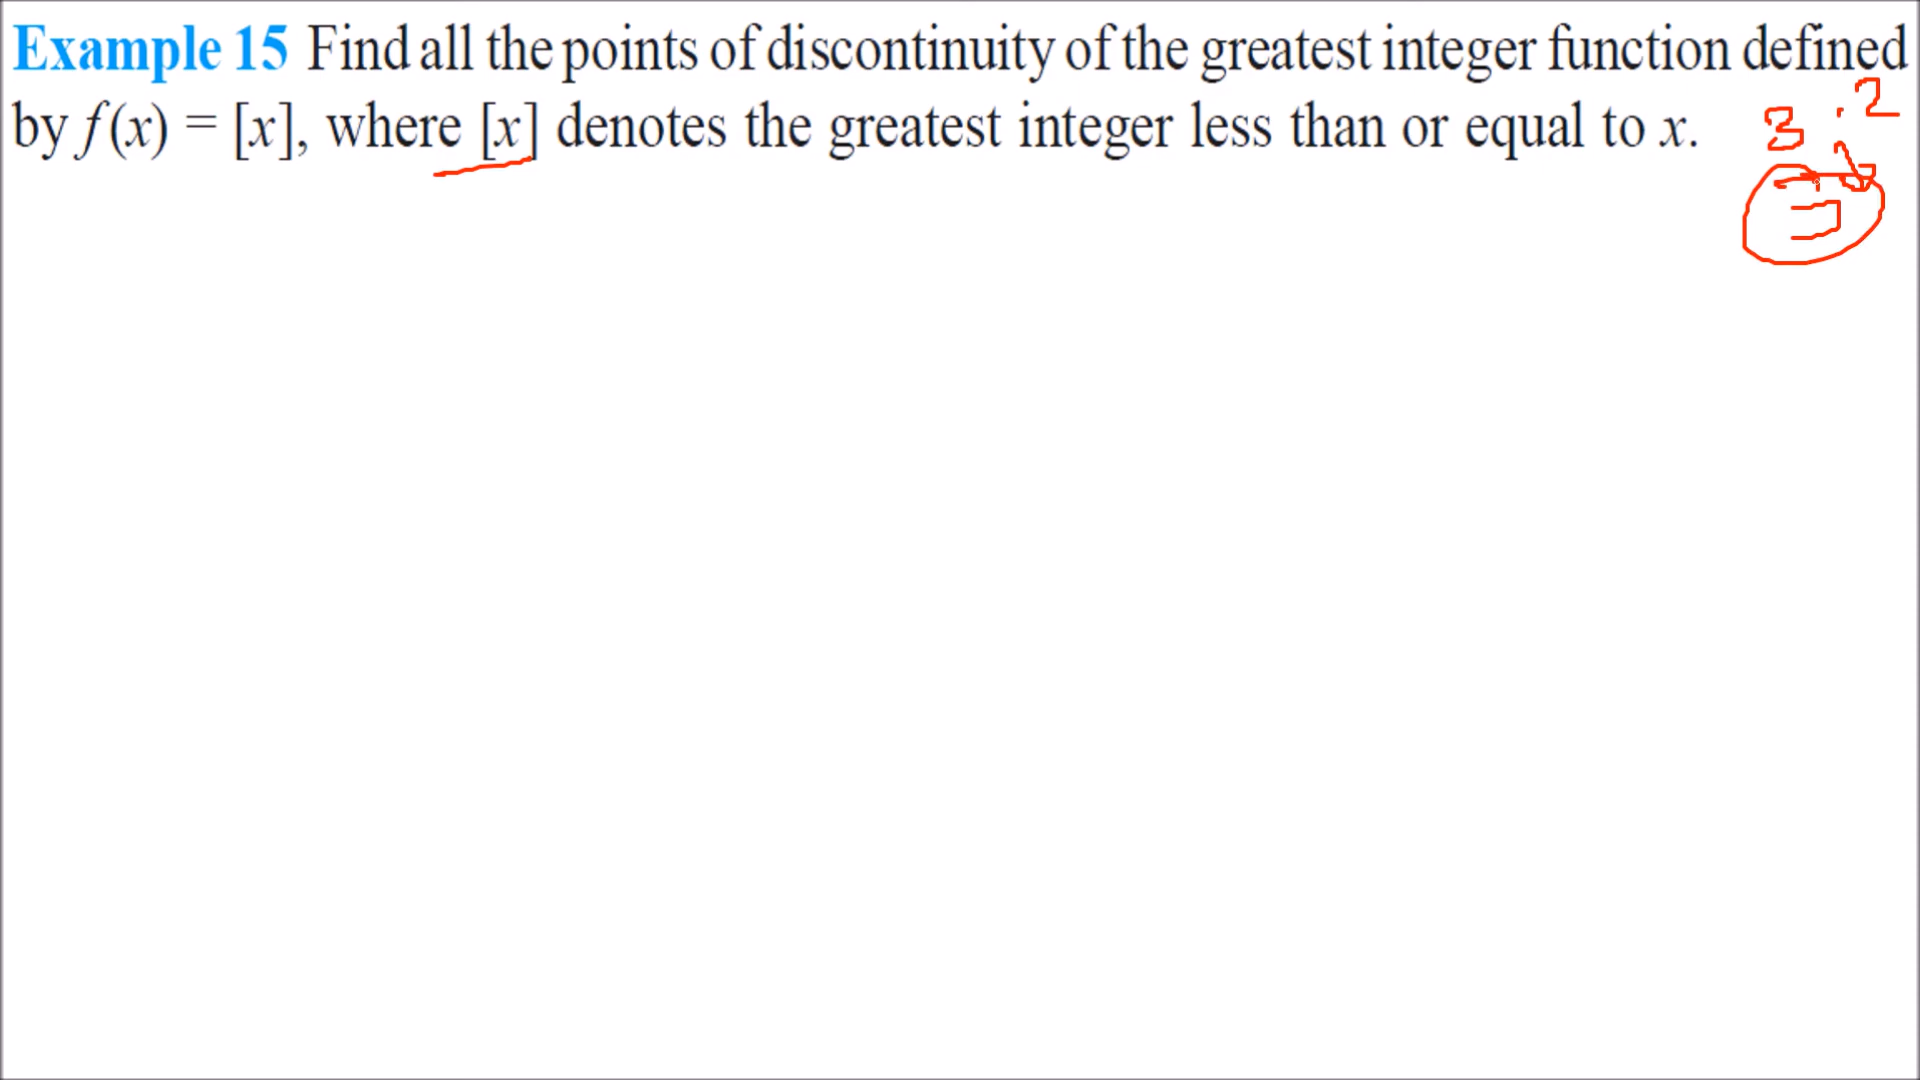 Example 15 Find all the points of discontinuity of the greatest integer function defined
by f(x) = [x], where [x] denotes the greatest integer less than or equal to x.
3 . 2